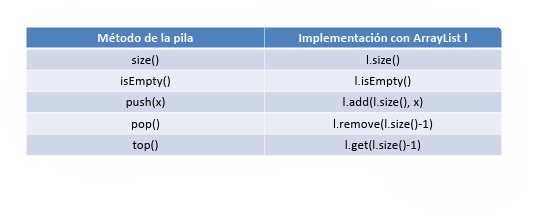 Método de la pila Implementación con ArrayList l
size() l.size()
isEmpty() l.isEmpty()
push(x) l.add(l.size(), x)
pop() l.remove(l.size()-1)
top() l.get(l.size()-1)